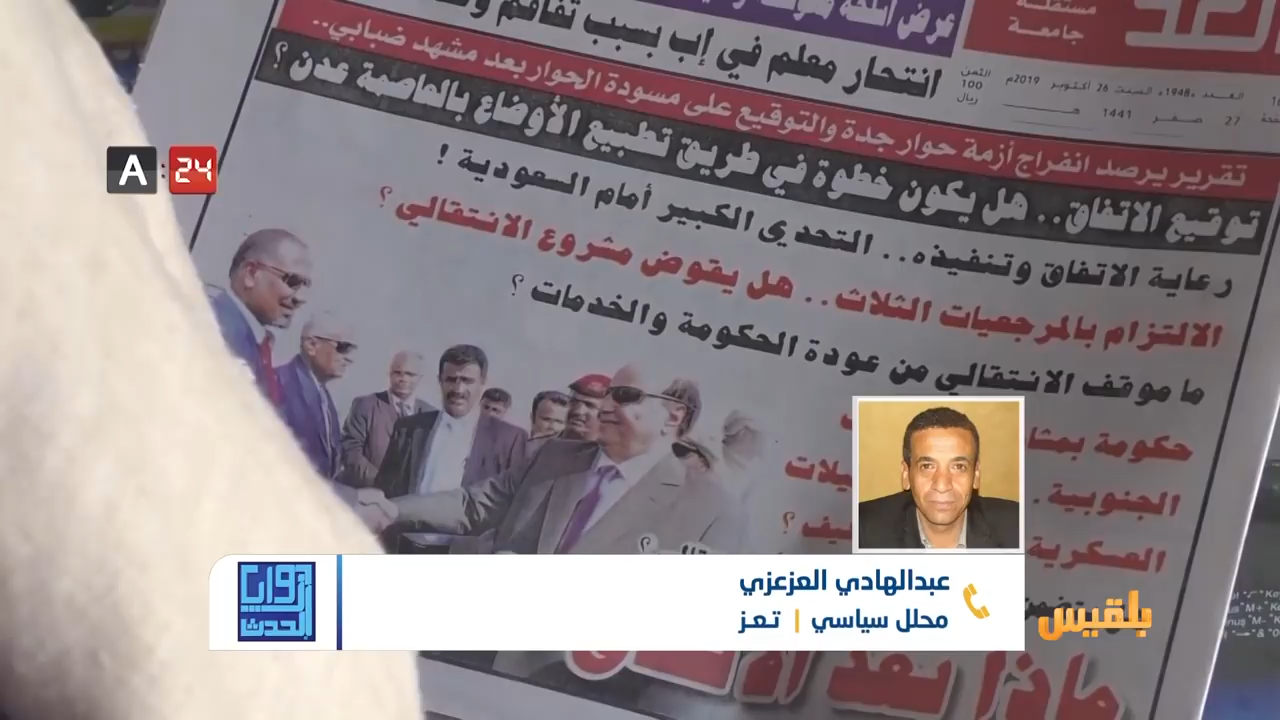 عرض أسلحة
انتحار معلم في إب بسبب تفاقم
مستقلة
جامعة
العدد «1948» السبت 26 أكتوبر 2019م
27 صفر 1441 هـ
الثمن
100
ريال
تقرير يرصد انفراج أزمة حوار جدة والتوقيع على مسودة الحوار بعد مشهد ضبابي..
توقيع الاتفاق.. هل يكون خطوة في طريق تطبيع الأوضاع بالعاصمة عدن ؟
رعاية الاتفاق وتنفيذه.. التحدي الكبير أمام السعودية !
الالتزام بالمرجعيات الثلاث.. هل يقوض مشروع الانتقالي ؟
ما موقف الانتقالي من عودة الحكومة والخدمات ؟
حكومة
الجنوبية
العسكرية
ماذا بعد
A:24
عبدالهادي العزعزي
محلل سياسي | تعز
زوايا
الحدث
بلقيس